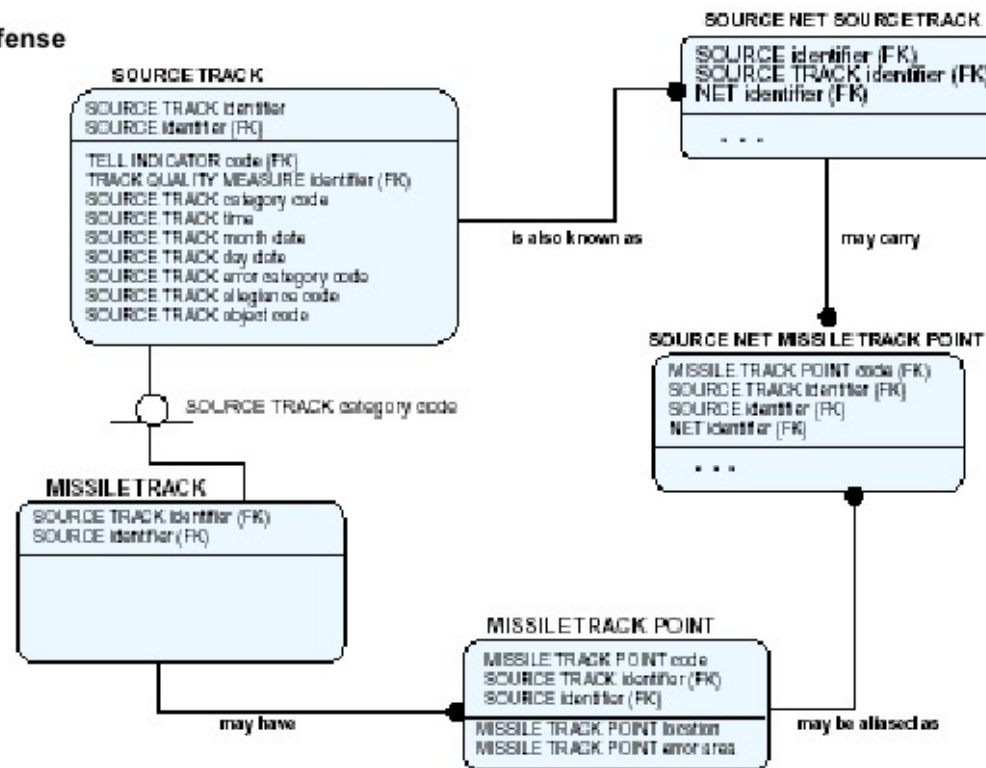 fense
SOURCE NET SOURCETRACK
SOURCE identifier (FK)
SOURCE TRACK identifier (FK)
NET identifier (FK)
. . .
SOURCE TRACK
SOURCE TRACK identifier
SOURCE identifier (FK)
TELL INDICATOR code (FK)
TRACK QUALITY MEASURE identifier (FK)
SOURCE TRACK category code
SOURCE TRACK time
SOURCE TRACK month date
SOURCE TRACK day date
SOURCE TRACK error category code
SOURCE TRACK allegiance code
SOURCE TRACK object code
is also known as
may carry
SOURCE TRACK category code
SOURCE NET MISSILE TRACK POINT
MISSILE TRACK POINT code (FK)
SOURCE TRACK identifier (FK)
SOURCE identifier (FK)
NET identifier (FK)
. . .
MISSILE TRACK
SOURCE TRACK identifier (FK)
SOURCE identifier (FK)
may have
MISSILE TRACK POINT
MISSILE TRACK POINT code
SOURCE TRACK identifier (FK)
SOURCE identifier (FK)
MISSILE TRACK POINT location
MISSILE TRACK POINT error area
may be aliased as